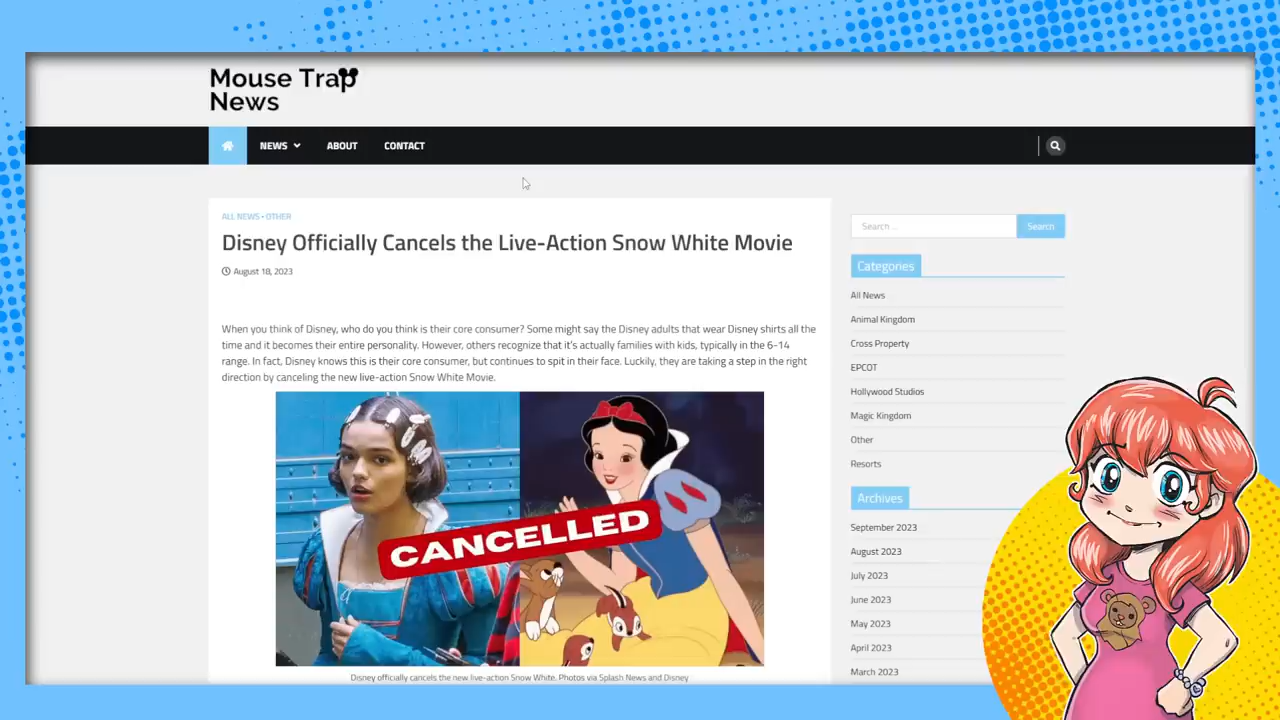 Mouse Trap
News
NEWS
ABOUT
CONTACT
ALL NEWS • OTHER
Disney Officially Cancels the Live-Action Snow White Movie
August 18, 2023
When you think of Disney, who do you think is their core consumer? Some might say the Disney adults that wear Disney shirts all the
time and it becomes their entire personality. However, others recognize that it's actually families with kids, typically in the 6-14
range. In fact, Disney knows this is their core consumer, but continues to spit in their face. Luckily, they are taking a step in the right
direction by canceling the new live-action Snow White Movie.
CANCELLED
Disney officially cancels the new live-action Snow White. Photos via Splash News and Disney
Search ...
Search
Categories
All News
Animal Kingdom
Cross Property
EPCOT
Hollywood Studios
Magic Kingdom
Other
Resorts
Archives
September 2023
August 2023
July 2023
June 2023
May 2023
April 2023
March 2023